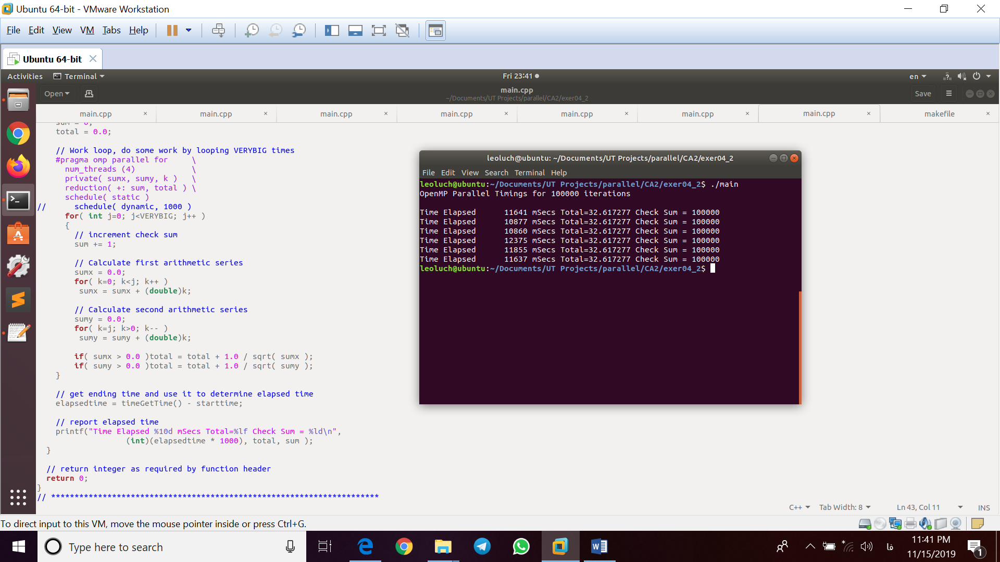 Ubuntu 64-bit - VMware Workstation
File Edit View VM Tabs Help
Ubuntu 64-bit
Activities Terminal Fri 23:41 en
Open main.cpp Save
~/Documents/UT Projects/parallel/CA2/exer04_2
main.cpp × main.cpp × main.cpp × main.cpp × main.cpp × main.cpp × main.cpp × makefile ×
sum = 0;
total = 0.0;
// Work loop, do some work by looping VERYBIG times
#pragma omp parallel for \
num_threads (4) \
private( sumx, sumy, k ) \
reduction( +: sum, total ) \
schedule( static )
// schedule( dynamic, 1000 )
for( int j=0; j<VERYBIG; j++ )
{
// increment check sum
sum += 1;
// Calculate first arithmetic series
sumx = 0.0;
for( k=0; k<j; k++ )
sumx = sumx + (double)k;
// Calculate second arithmetic series
sumy = 0.0;
for( k=j; k>0; k-- )
sumy = sumy + (double)k;
if( sumx > 0.0 )total = total + 1.0 / sqrt( sumx );
if( sumy > 0.0 )total = total + 1.0 / sqrt( sumy );
}
// get ending time and use it to determine elapsed time
elapsedtime = timeGetTime() - starttime;
// report elapsed time
printf("Time Elapsed %10d mSecs Total=%lf Check Sum = %ld\n",
(int)(elapsedtime * 1000), total, sum );
}
// return integer as required by function header
return 0;
}
// **********************************************************************
leoluch@ubuntu: ~/Documents/UT Projects/parallel/CA2/exer04_2
File Edit View Search Terminal Help
leoluch@ubuntu:~/Documents/UT Projects/parallel/CA2/exer04_2$ ./main
OpenMP Parallel Timings for 100000 iterations
Time Elapsed 11641 mSecs Total=32.617277 Check Sum = 100000
Time Elapsed 10877 mSecs Total=32.617277 Check Sum = 100000
Time Elapsed 10860 mSecs Total=32.617277 Check Sum = 100000
Time Elapsed 12375 mSecs Total=32.617277 Check Sum = 100000
Time Elapsed 11855 mSecs Total=32.617277 Check Sum = 100000
Time Elapsed 11637 mSecs Total=32.617277 Check Sum = 100000
leoluch@ubuntu:~/Documents/UT Projects/parallel/CA2/exer04_2$
C++ Tab Width: 8 Ln 43, Col 11 INS
To direct input to this VM, move the mouse pointer inside or press Ctrl+G.
Type here to search
فا
11:41 PM
11/15/2019
1